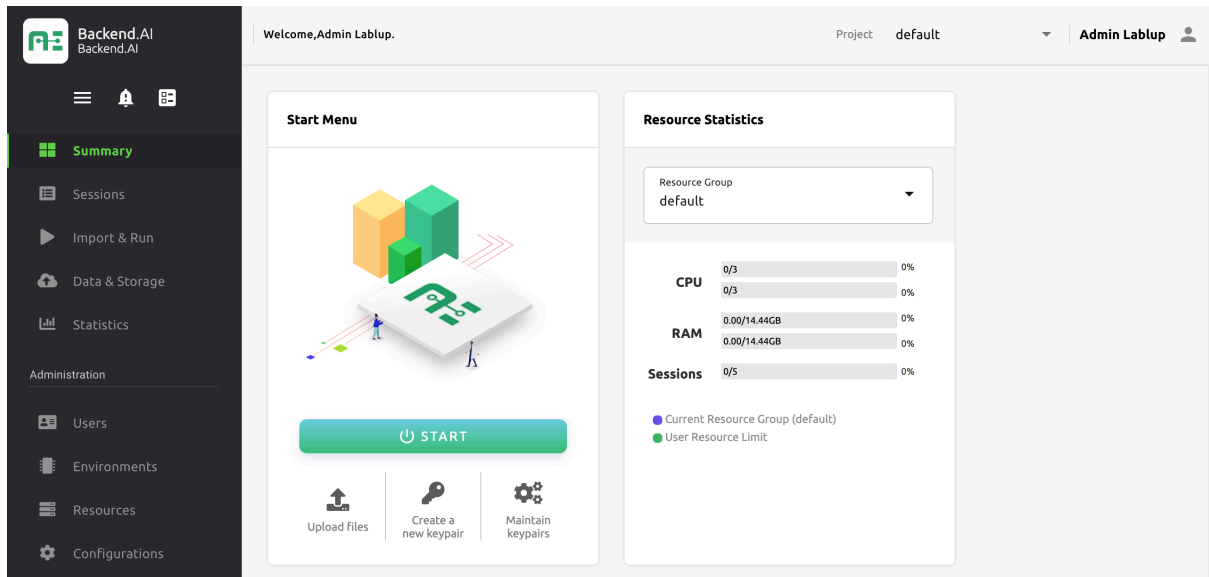 Backend.AI
Backend.AI
Summary
Sessions
Import & Run
Data & Storage
Statistics
Administration
Users
Environments
Resources
Configurations
Welcome,Admin Lablup.
Project default
Admin Lablup
Start Menu
START
Upload files
Create a
new keypair
Maintain
keypairs
Resource Statistics
Resource Group
default
CPU
0/3 0%
0/3 0%
RAM
0.00/14.44GB 0%
0.00/14.44GB 0%
Sessions 0/5 0%
Current Resource Group (default)
User Resource Limit